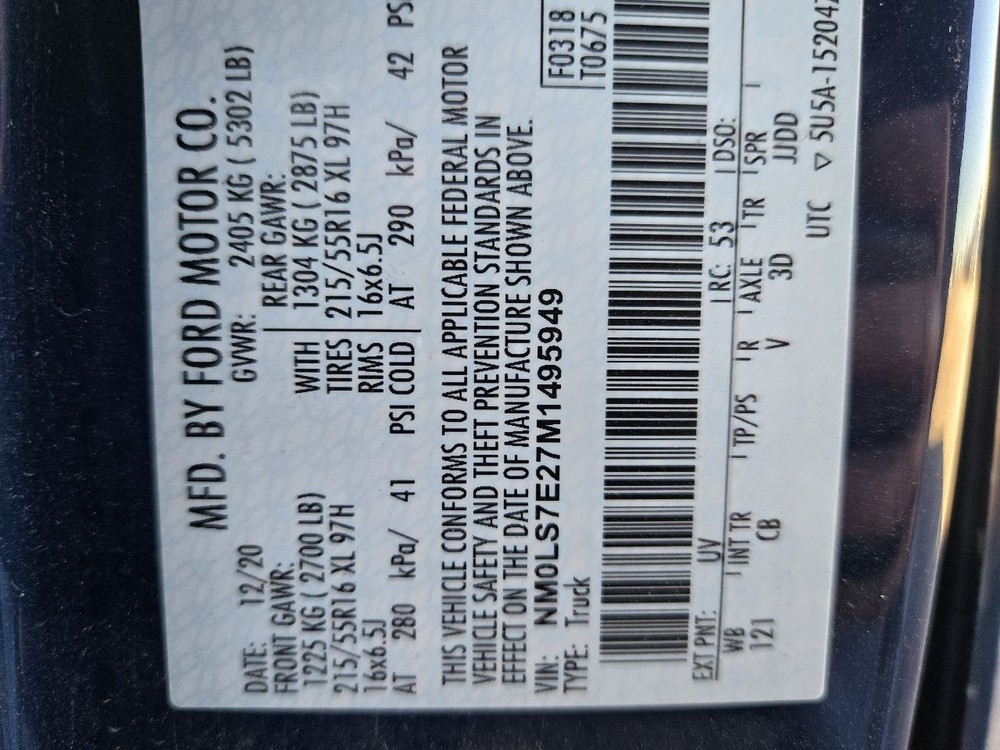 MFD. BY FORD MOTOR CO.
DATE: 12/20 GVWR: 2405 KG ( 5302 LB)
FRONT GAWR: REAR GAWR:
1225 KG ( 2700 LB) WITH 1304 KG ( 2875 LB)
215/55R16 XL 97H TIRES 215/55R16 XL 97H
16x6.5J RIMS 16x6.5J
AT 280 kPa/ 41 PSI COLD AT 290 kPa/ 42 PS
THIS VEHICLE CONFORMS TO ALL APPLICABLE FEDERAL MOTOR
VEHICLE SAFETY AND THEFT PREVENTION STANDARDS IN
EFFECT ON THE DATE OF MANUFACTURE SHOWN ABOVE.
VIN: NM0LS7E27M1495949
TYPE: Truck
F0318
T0675
EXT PNT: UV RC: 53 DSO:
WB INT TR TP/PS R AXLE TR SPR
121 CB V 3D JJDD
UTC ▽ 5U5A-152047